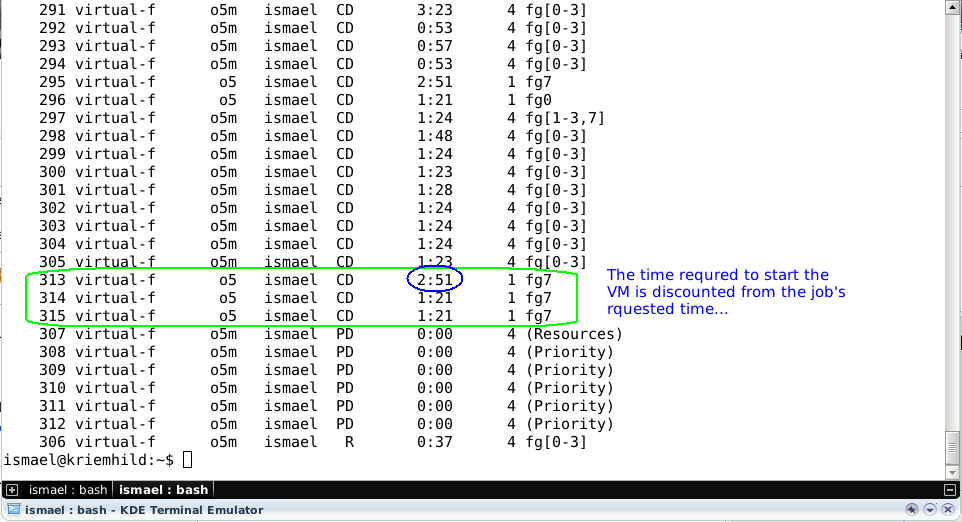 291 virtual-f o5m ismael CD 3:23 4 fg[0-3]
292 virtual-f o5m ismael CD 0:53 4 fg[0-3]
293 virtual-f o5m ismael CD 0:57 4 fg[0-3]
294 virtual-f o5m ismael CD 0:53 4 fg[0-3]
295 virtual-f o5 ismael CD 2:51 1 fg7
296 virtual-f o5 ismael CD 1:21 1 fg0
297 virtual-f o5m ismael CD 1:24 4 fg[1-3,7]
298 virtual-f o5m ismael CD 1:48 4 fg[0-3]
299 virtual-f o5m ismael CD 1:24 4 fg[0-3]
300 virtual-f o5m ismael CD 1:23 4 fg[0-3]
301 virtual-f o5m ismael CD 1:28 4 fg[0-3]
302 virtual-f o5m ismael CD 1:24 4 fg[0-3]
303 virtual-f o5m ismael CD 1:24 4 fg[0-3]
304 virtual-f o5m ismael CD 1:24 4 fg[0-3]
305 virtual-f o5m ismael CD 1:23 4 fg[0-3]
313 virtual-f o5 ismael CD 2:51 1 fg7
314 virtual-f o5 ismael CD 1:21 1 fg7
315 virtual-f o5 ismael CD 1:21 1 fg7
The time requred to start the
VM is discounted from the job's
rquested time...
307 virtual-f o5m ismael PD 0:00 4 (Resources)
308 virtual-f o5m ismael PD 0:00 4 (Priority)
309 virtual-f o5m ismael PD 0:00 4 (Priority)
310 virtual-f o5m ismael PD 0:00 4 (Priority)
311 virtual-f o5m ismael PD 0:00 4 (Priority)
312 virtual-f o5m ismael PD 0:00 4 (Priority)
306 virtual-f o5m ismael R 0:37 4 fg[0-3]
ismael@kriemhild:~$
ismael : bash ismael : bash
ismael : bash - KDE Terminal Emulator